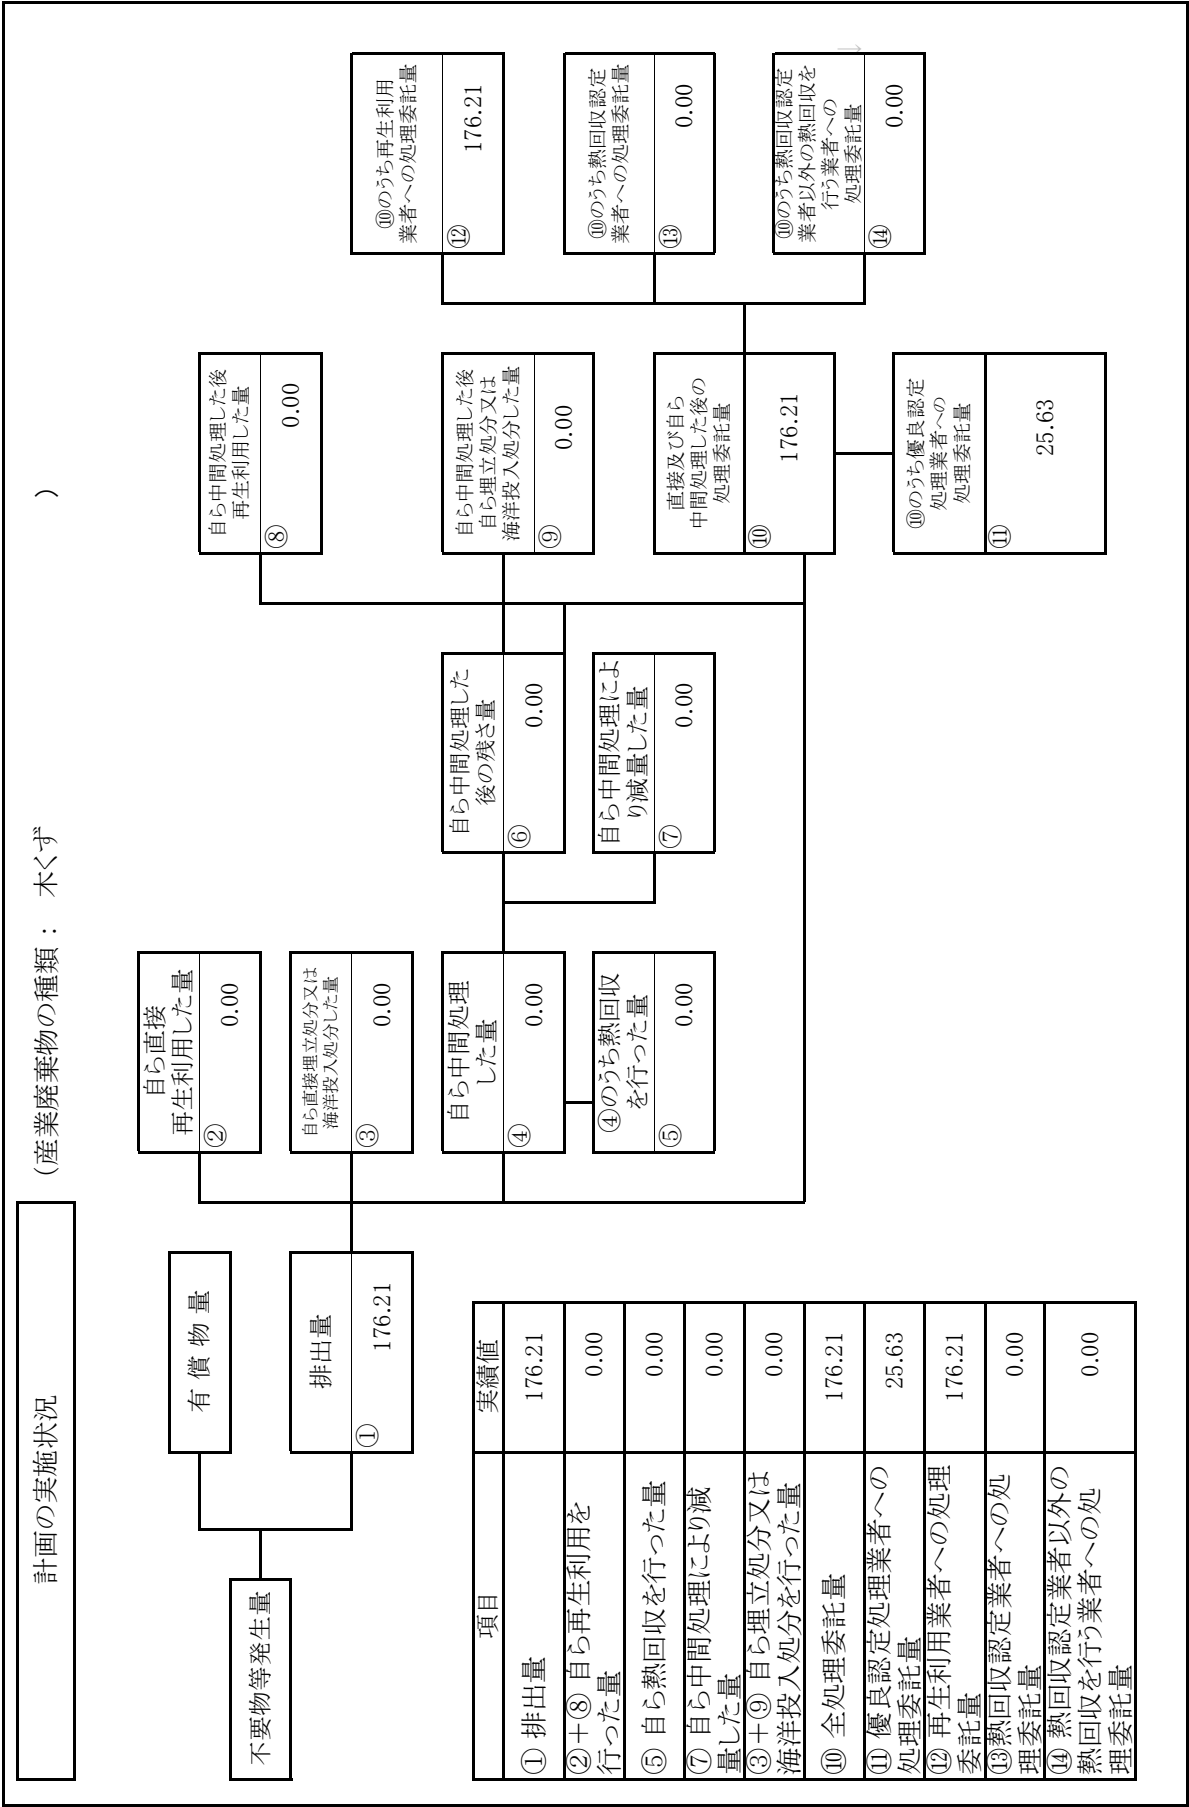 計画の実施状況
（産業廃棄物の種類： 木くず ）
不要物等発生量
有 償 物 量
排出量
① 176.21
自ら直接
再生利用した量
② 0.00
自ら直接埋立処分又は
海洋投入処分した量
③ 0.00
自ら中間処理
した量
④ 0.00
④のうち熱回収
を行った量
⑤ 0.00
自ら中間処理した
後の残さ量
⑥ 0.00
自ら中間処理によ
り減量した量
⑦ 0.00
自ら中間処理した後
再生利用した量
⑧ 0.00
自ら中間処理した後
自ら埋立処分又は
海洋投入処分した量
⑨ 0.00
直接及び自ら
中間処理した後の
処理委託量
⑩ 176.21
⑩のうち優良認定
処理業者への
処理委託量
⑪ 25.63
⑩のうち再生利用
業者への処理委託量
⑫ 176.21
⑩のうち熱回収認定
業者への処理委託量
⑬ 0.00
⑩のうち熱回収認定
業者以外の熱回収を
行う業者への
処理委託量
⑭ 0.00
↓
項目 実績値
① 排出量 176.21
②＋⑧ 自ら再生利用を
行った量 0.00
⑤ 自ら熱回収を行った量 0.00
⑦ 自ら中間処理により減
量した量 0.00
③＋⑨ 自ら埋立処分又は
海洋投入処分を行った量 0.00
⑩ 全処理委託量 176.21
⑪ 優良認定処理業者への
処理委託量 25.63
⑫ 再生利用業者への処理
委託量 176.21
⑬熱回収認定業者への処
理委託量 0.00
⑭ 熱回収認定業者以外の
熱回収を行う業者への処
理委託量 0.00